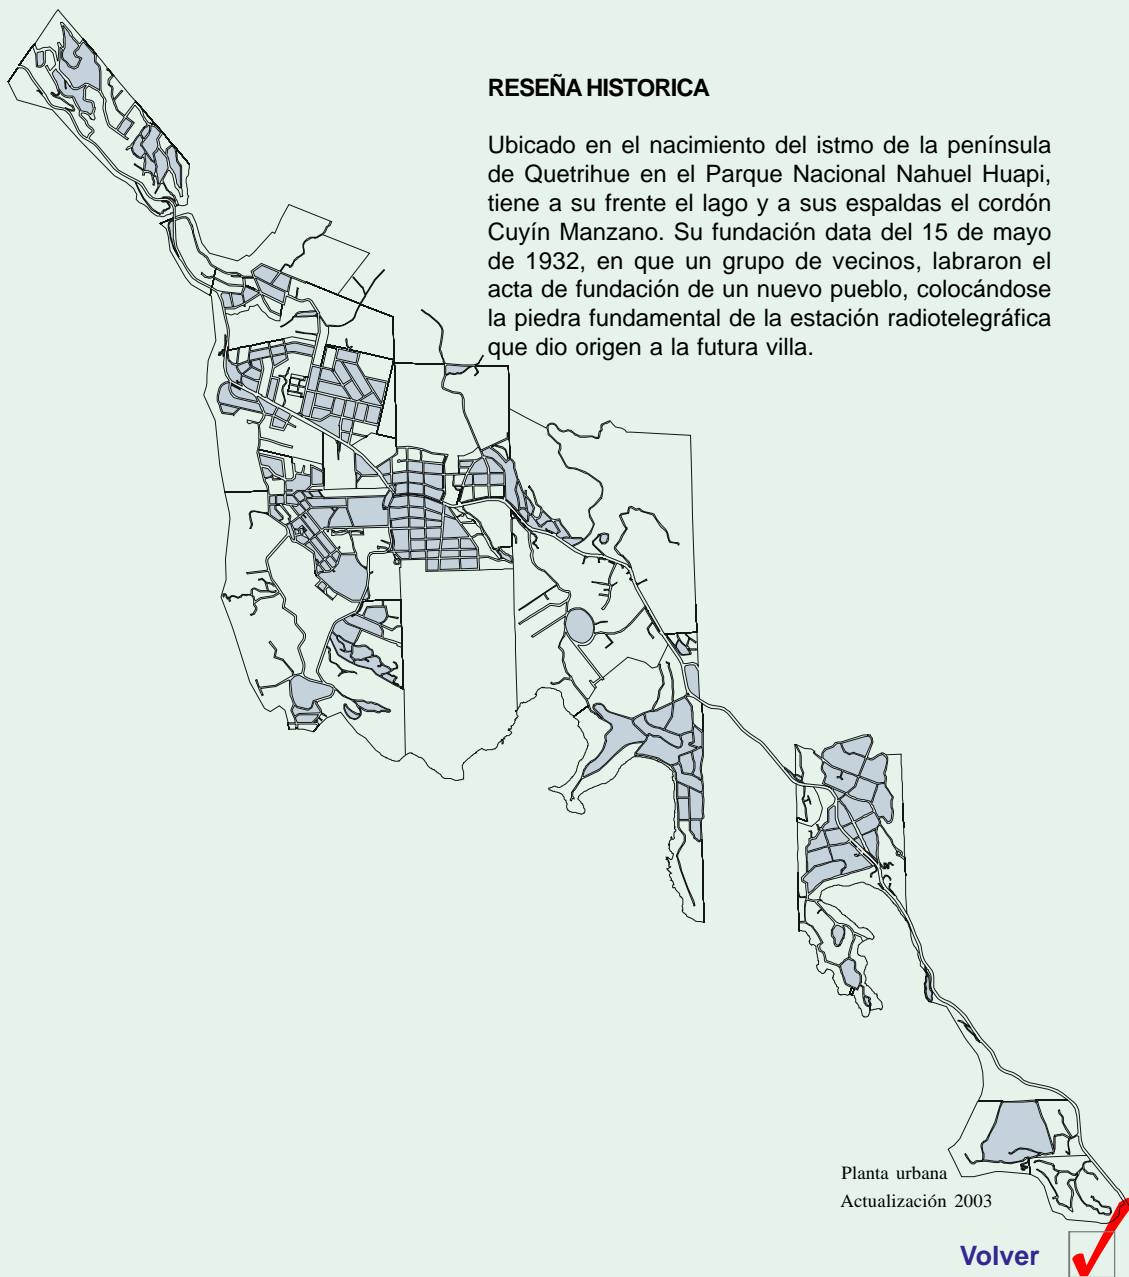 RESEÑA HISTORICA
Ubicado en el nacimiento del istmo de la península
de Quetrihue en el Parque Nacional Nahuel Huapi,
tiene a su frente el lago y a sus espaldas el cordón
Cuyín Manzano. Su fundación data del 15 de mayo
de 1932, en que un grupo de vecinos, labraron el
acta de fundación de un nuevo pueblo, colocándose
la piedra fundamental de la estación radiotelegráfica
que dio origen a la futura villa.
Planta urbana
Actualización 2003
Volver